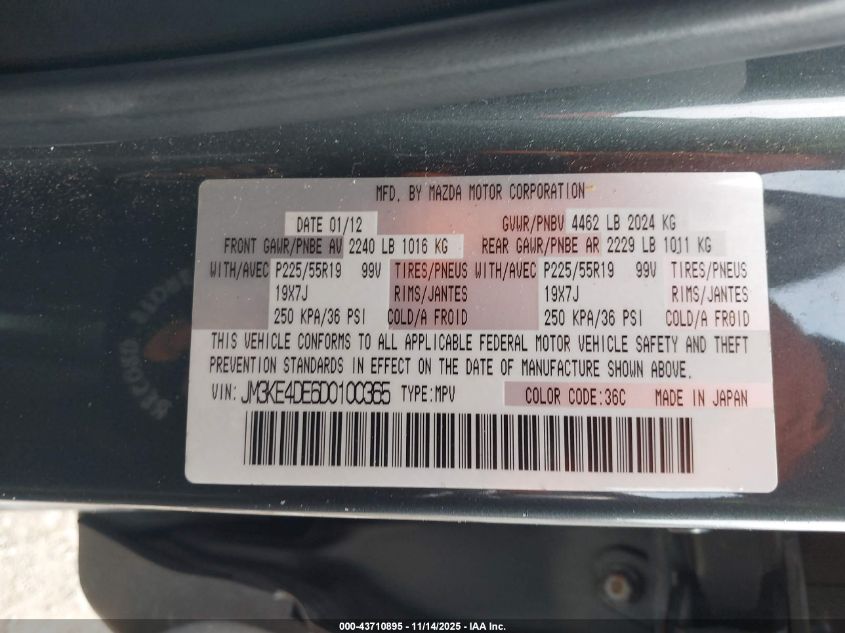 MFD. BY MAZDA MOTOR CORPORATION
DATE 01/12 GVWR/PNBV 4462 LB 2024 KG
FRONT GAWR/PNBE AV 2240 LB 1016 KG REAR GAWR/PNBE AR 2229 LB 1011 KG
WITH/AVEC P225/55R19 99V TIRES/PNEUS WITH/AVEC P225/55R19 99V TIRES/PNEUS
19X7J RIMS/JANTES 19X7J RIMS/JANTES
250 KPA/36 PSI COLD/A FROID 250 KPA/36 PSI COLD/A FROID
THIS VEHICLE CONFORMS TO ALL APPLICABLE FEDERAL MOTOR VEHICLE SAFETY AND THEFT
PREVENTION STANDARDS IN EFFECT ON THE DATE OF MANUFACTURE SHOWN ABOVE.
VIN: JM3KE4DE6D0100365 TYPE:MPV COLOR CODE:36C MADE IN JAPAN
000-43710895 - 11/14/2025 - IAA Inc.